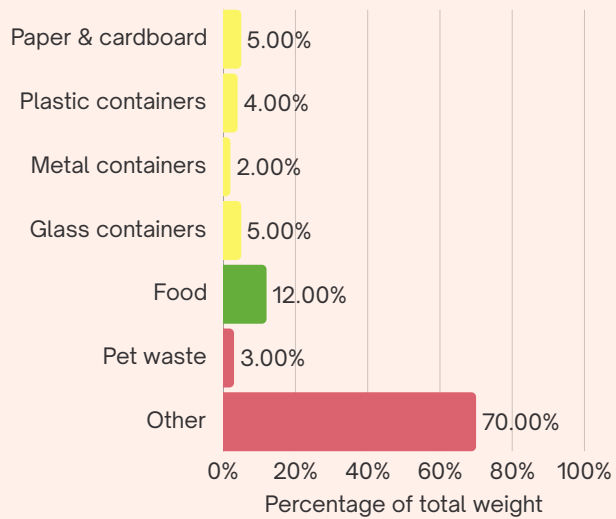 Paper & cardboard 5.00%
Plastic containers 4.00%
Metal containers 2.00%
Glass containers 5.00%
Food 12.00%
Pet waste 3.00%
Other 70.00%
0% 20% 40% 60% 80% 100%
Percentage of total weight